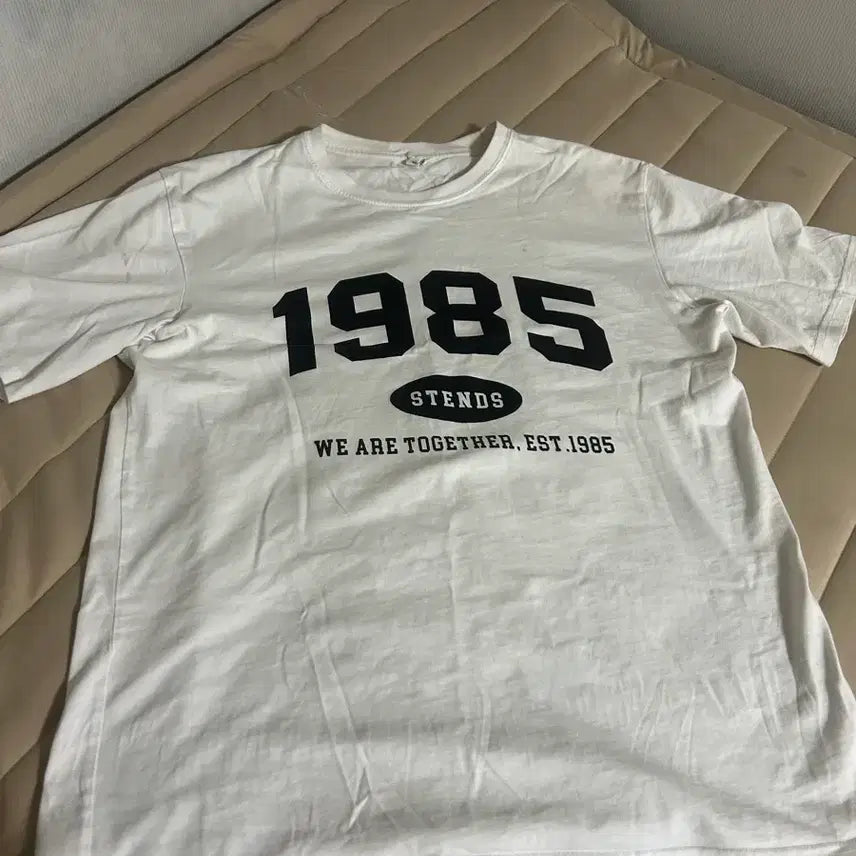 1985
STENDS
WE ARE TOGETHER, EST.1985